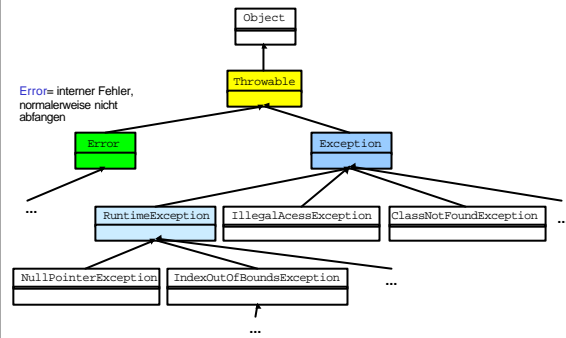 Object
Throwable
Error= interner Fehler,
normalerweise nicht
abfangen
Error
Exception
...
RuntimeException
IllegalAcessException
ClassNotFoundException
..
NullPointerException
IndexOutOfBoundsException
...
...